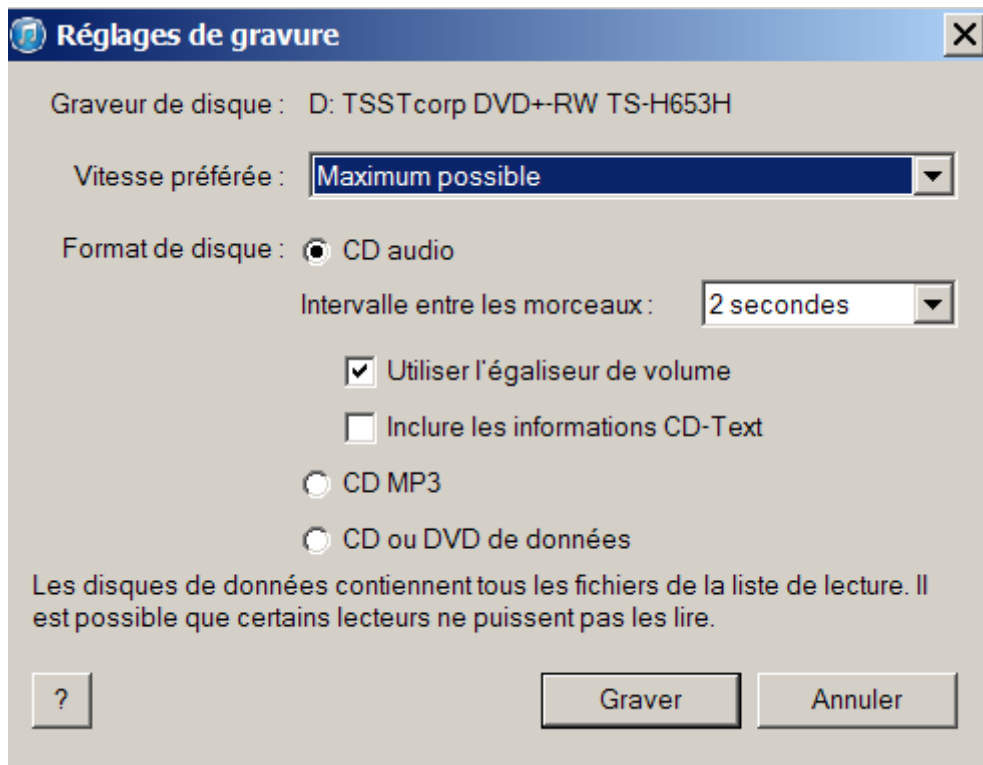 Réglages de gravure
Graveur de disque : D: TSSTcorp DVD+-RW TS-H653H
Vitesse préférée : Maximum possible
Format de disque : CD audio
Intervalle entre les morceaux : 2 secondes
Utiliser l'égaliseur de volume
Inclure les informations CD-Text
CD MP3
CD ou DVD de données
Les disques de données contiennent tous les fichiers de la liste de lecture. Il
est possible que certains lecteurs ne puissent pas les lire.
? Graver Annuler